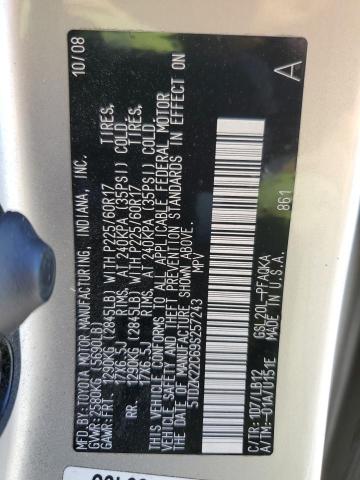 MFD. BY: TOYOTA MOTOR MANUFACTURING, INDIANA, INC. 10/08
GVWR: 2580KG (5690LB)
GAWR: FRT. 1290KG (2845LB) WITH P225/60R17 TIRES,
17X6.5J RIMS, AT 240KPA (35PSI) COLD.
RR. 1290KG (2845LB) WITH P225/60R17 TIRES,
17X6.5J RIMS, AT 240KPA (35PSI) COLD.
THIS VEHICLE CONFORMS TO ALL APPLICABLE FEDERAL MOTOR
VEHICLE SAFETY AND THEFT PREVENTION STANDARDS IN EFFECT ON
THE DATE OF MANUFACTURE SHOWN ABOVE.
5TDZK22C69S257243
MPV A
861
C/TR: 1D7/LB12 GSL20L-PFAQKA
A/TM: -01A/U151E MADE IN U.S.A.